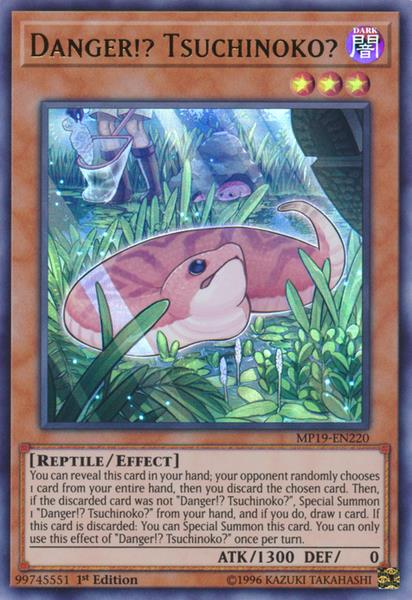 DANGER!? TSUCHINOKO?
DARK
闇
MP19-EN220
[REPTILE/EFFECT]
You can reveal this card in your hand; your opponent randomly chooses
1 card from your entire hand, then you discard the chosen card. Then,
if the discarded card was not "Danger!? Tsuchinoko?", Special Summon
1 "Danger!? Tsuchinoko?" from your hand, and if you do, draw 1 card. If
this card is discarded: You can Special Summon this card. You can only
use this effect of "Danger!? Tsuchinoko?" once per turn.
ATK/1300 DEF/ 0
99745551 1st Edition ©1996 KAZUKI TAKAHASHI